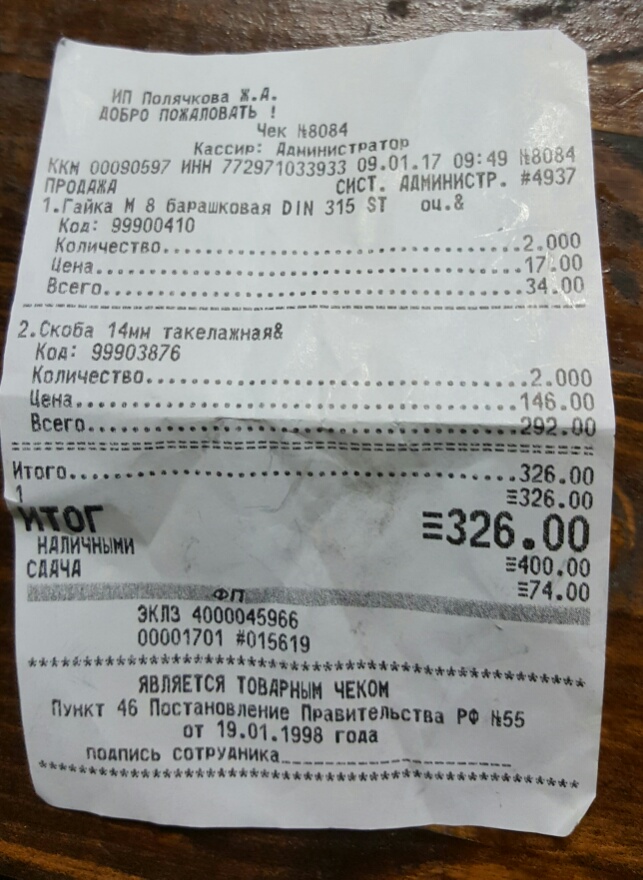 ИП Полячкова Ж.А.
ДОБРО ПОЖАЛОВАТЬ !
Чек №8084
Кассир: Администратор
ККМ 00090597 ИНН 772971033933 09.01.17 09:49 №8084
ПРОДАЖА СИСТ. АДМИНИСТР. #4937
1.Гайка М 8 барашковая DIN 315 ST оц.&
Код: 99900410
Количество..............................2.000
Цена....................................17.00
Всего...................................34.00
2.Скоба 14мм такелажная&
Код: 99903876
Количество..............................2.000
Цена...................................146.00
Всего..................................292.00
Итого..................................326.00
1 ≡326.00
ИТОГ ≡326.00
НАЛИЧНЫМИ ≡400.00
СДАЧА ≡74.00
ФП
ЭКЛЗ 4000045966
00001701 #015619
************************************************
ЯВЛЯЕТСЯ ТОВАРНЫМ ЧЕКОМ
Пункт 46 Постановление Правительства РФ №55
от 19.01.1998 года
ПОДПИСЬ СОТРУДНИКА____________________
************************************************